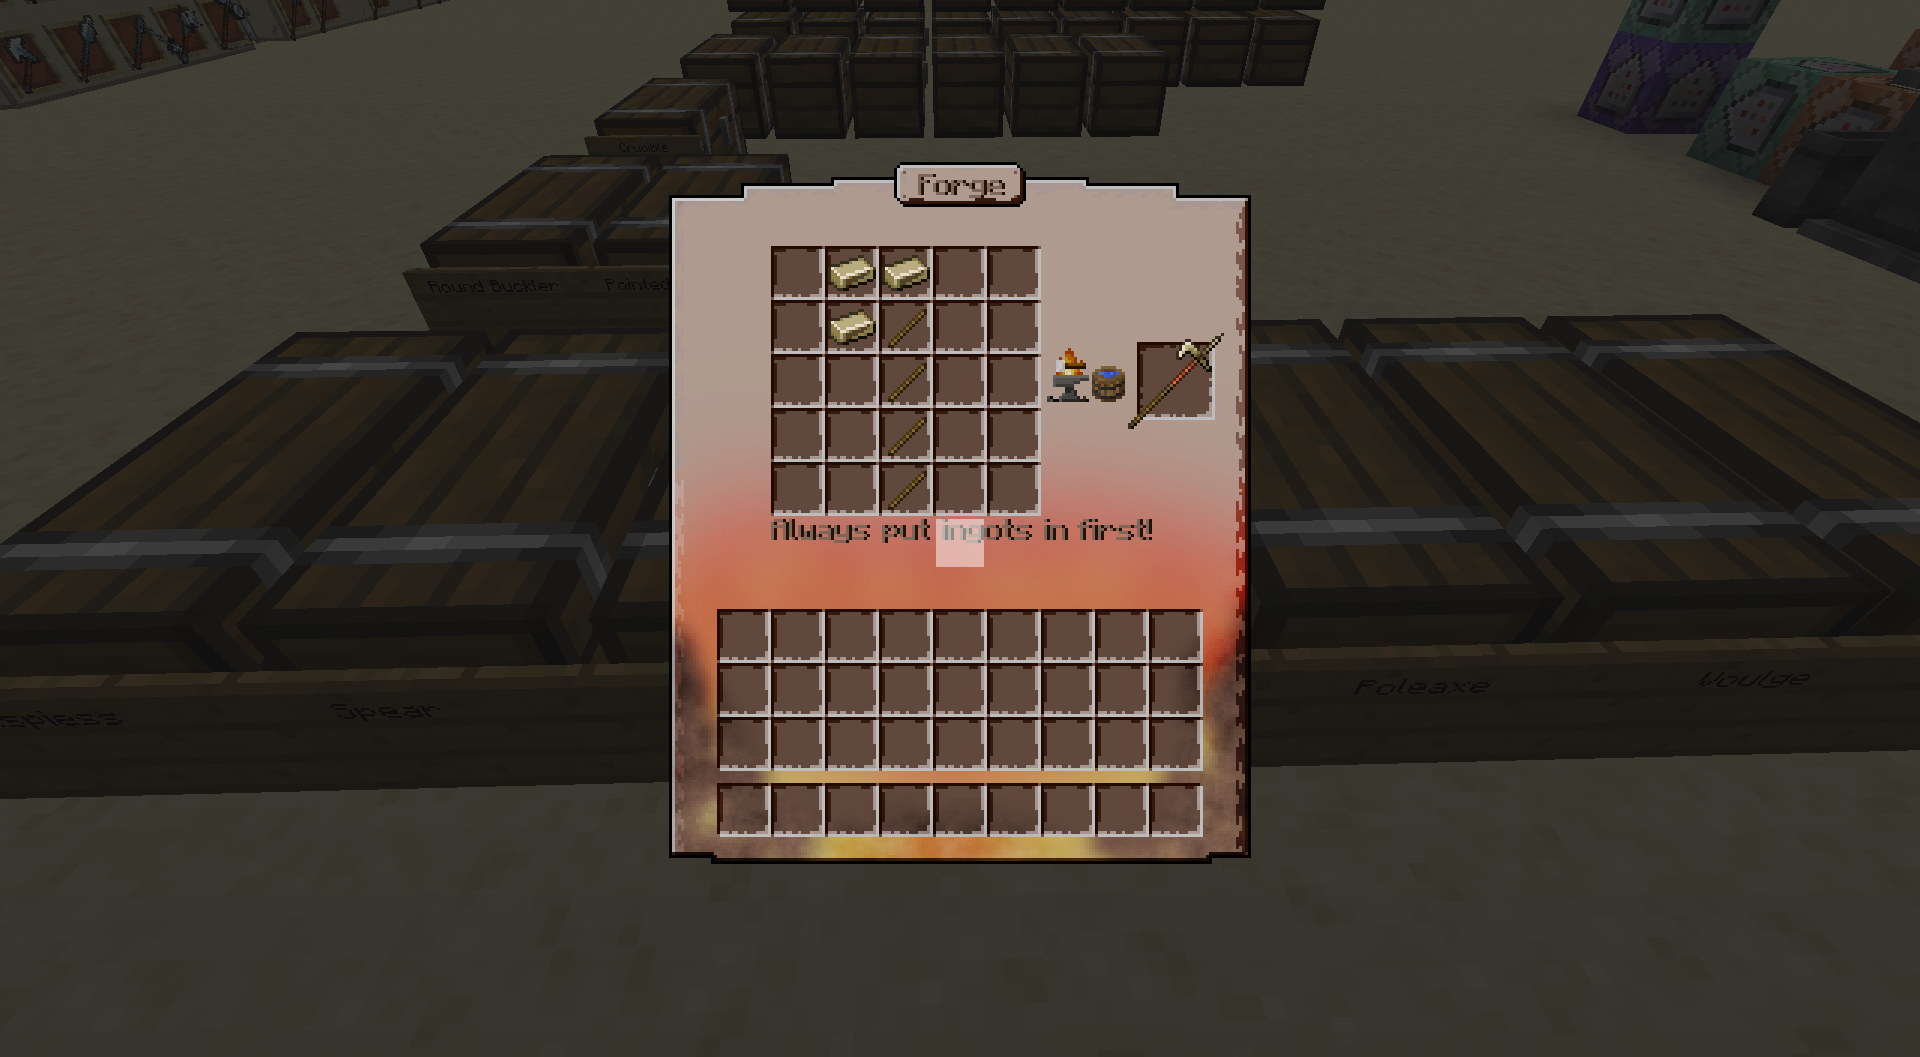 Crucible
Forge
Round Buckler
Pointed
Always put ingots in first!
Spear
Poleaxe
Voulge